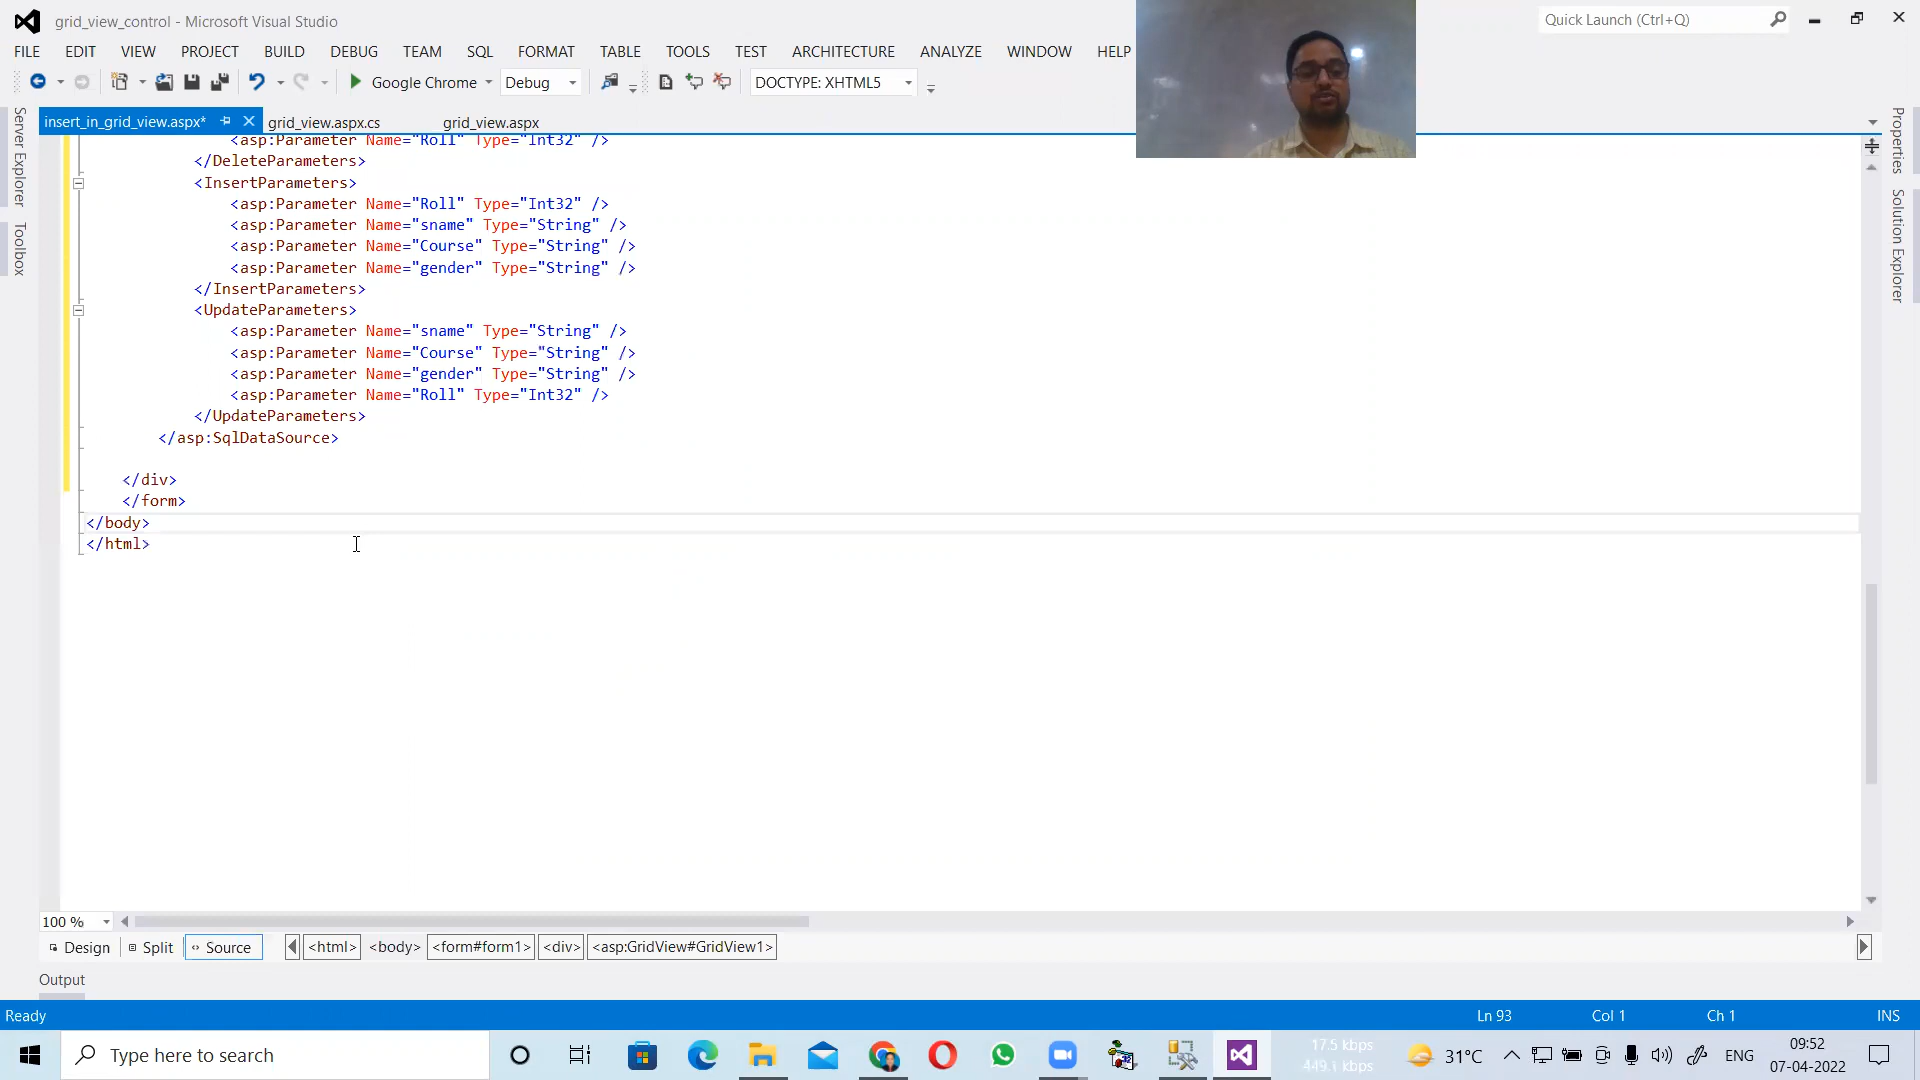 grid_view_control - Microsoft Visual Studio
Quick Launch (Ctrl+Q)
FILE EDIT VIEW PROJECT BUILD DEBUG TEAM SQL FORMAT TABLE TOOLS TEST ARCHITECTURE ANALYZE WINDOW HELP
Google Chrome Debug DOCTYPE: XHTML5
insert_in_grid_view.aspx* grid_view.aspx.cs grid_view.aspx
Server Explorer
Toolbox
Properties
Solution Explorer
<asp:Parameter Name="Roll" Type="Int32" />
</DeleteParameters>
<InsertParameters>
<asp:Parameter Name="Roll" Type="Int32" />
<asp:Parameter Name="sname" Type="String" />
<asp:Parameter Name="Course" Type="String" />
<asp:Parameter Name="gender" Type="String" />
</InsertParameters>
<UpdateParameters>
<asp:Parameter Name="sname" Type="String" />
<asp:Parameter Name="Course" Type="String" />
<asp:Parameter Name="gender" Type="String" />
<asp:Parameter Name="Roll" Type="Int32" />
</UpdateParameters>
</asp:SqlDataSource>
</div>
</form>
</body>
</html>
100 %
Design Split Source <html> <body> <form#form1> <div> <asp:GridView#GridView1>
Output
Ready Ln 93 Col 1 Ch 1 INS
Type here to search
17.5 kbps
449.1 kbps
31°C
ENG
09:52
07-04-2022